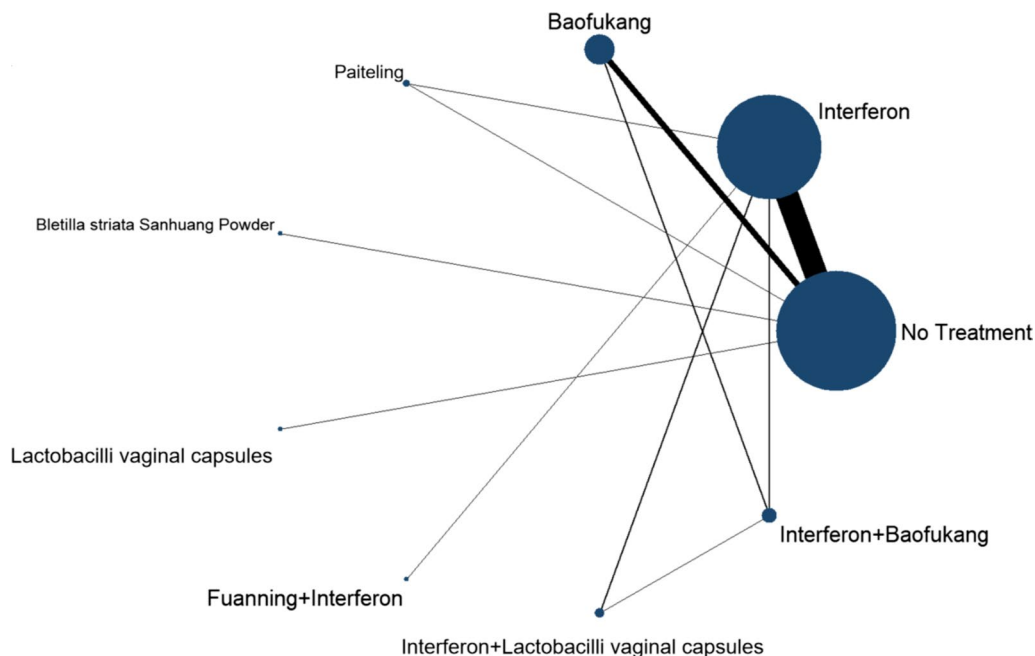 Baofukang
Paiteling
Interferon
Bletilla striata Sanhuang Powder
No Treatment
Lactobacilli vaginal capsules
Interferon+Baofukang
Fuanning+Interferon
Interferon+Lactobacilli vaginal capsules